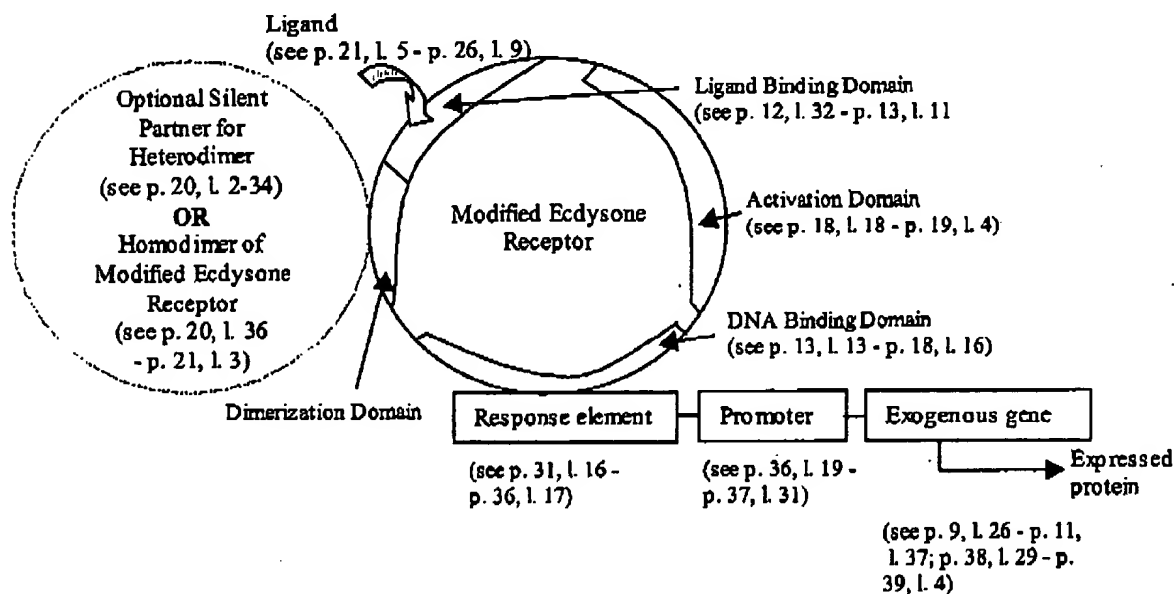 Ligand
(see p. 21, l. 5 - p. 26, l. 9)
Optional Silent
Partner for
Heterodimer
(see p. 20, l. 2-34)
OR
Homodimer of
Modified Ecdysone
Receptor
(see p. 20, l. 36
- p. 21, l. 3)
Ligand Binding Domain
(see p. 12, l. 32 - p. 13, l. 11
Modified Ecdysone
Receptor
Activation Domain
(see p. 18, l. 18 - p. 19, l. 4)
DNA Binding Domain
(see p. 13, l. 13 - p. 18, l. 16)
Dimerization Domain
Response element
Promoter
Exogenous gene
(see p. 31, l. 16 -
p. 36, l. 17)
(see p. 36, l. 19 -
p. 37, l. 31)
Expressed
protein
(see p. 9, l. 26 - p. 11,
l. 37; p. 38, l. 29 - p.
39, l. 4)